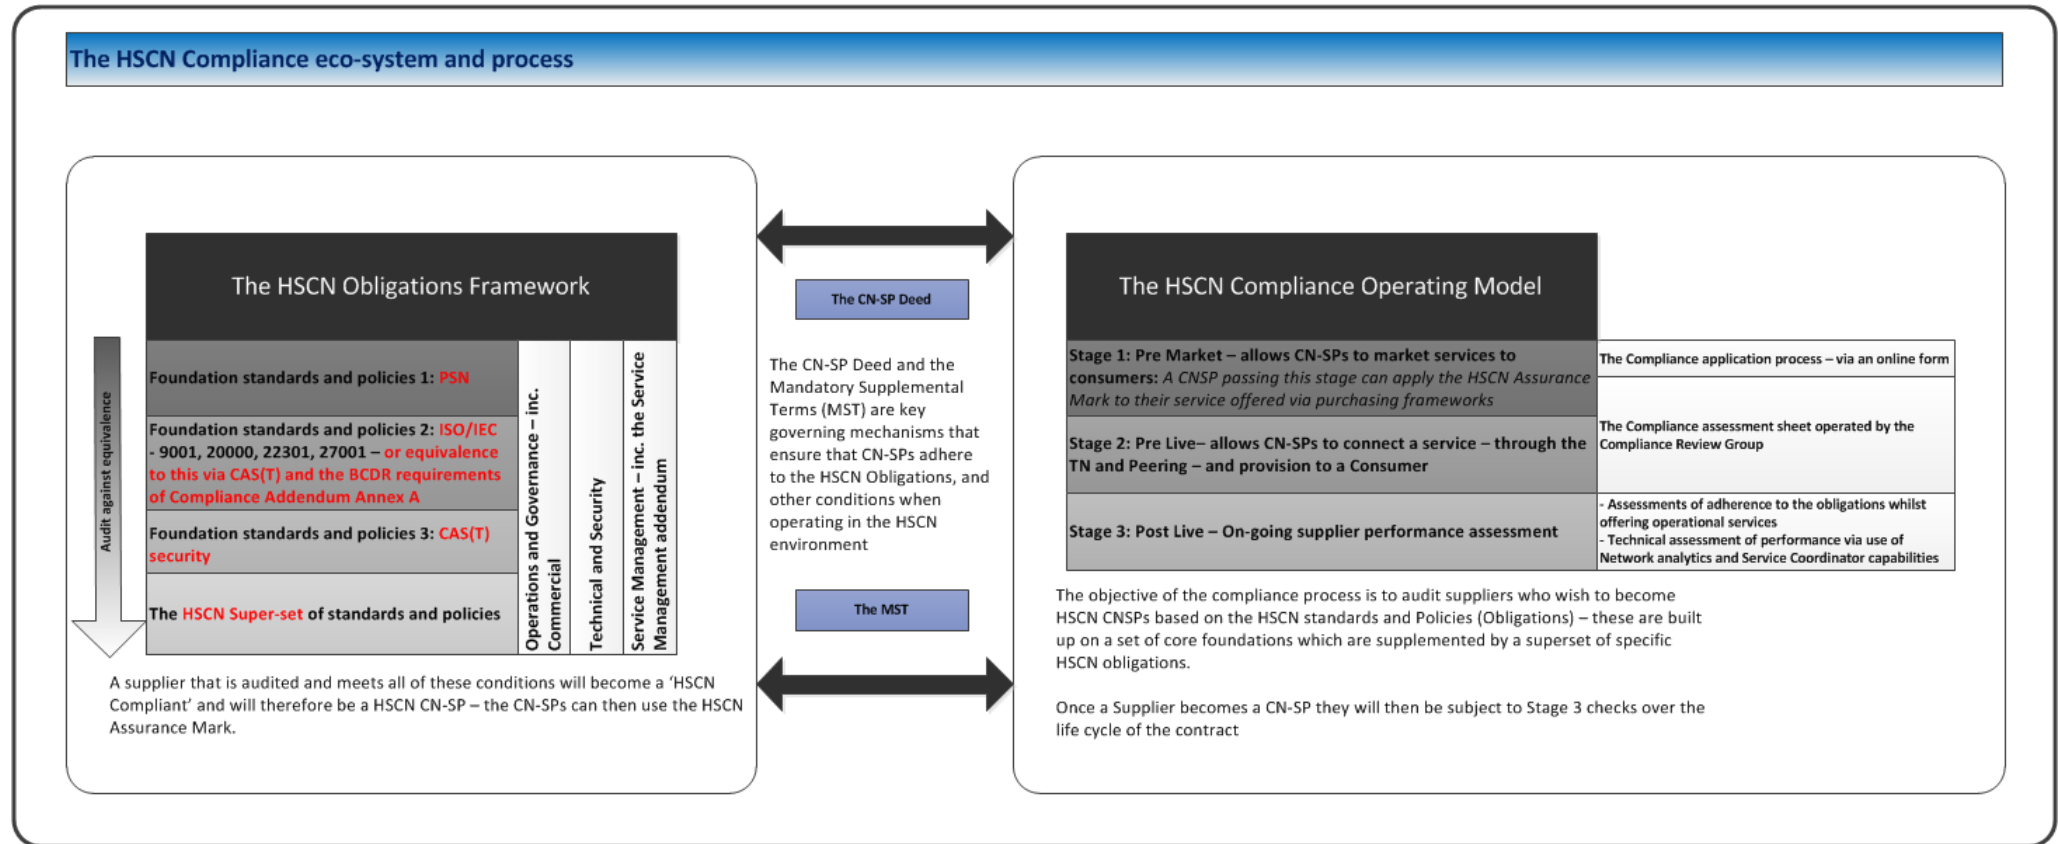 The HSCN Compliance eco-system and process
The HSCN Obligations Framework
Audit against equivalence
Foundation standards and policies 1: PSN
Foundation standards and policies 2: ISO/IEC
- 9001, 20000, 22301, 27001 – or equivalence
to this via CAS(T) and the BCDR requirements
of Compliance Addendum Annex A
Foundation standards and policies 3: CAS(T)
security
The HSCN Super-set of standards and policies
Operations and Governance – inc.
Commercial
Technical and Security
Service Management – inc. the Service
Management addendum
A supplier that is audited and meets all of these conditions will become a ‘HSCN
Compliant’ and will therefore be a HSCN CN-SP – the CN-SPs can then use the HSCN
Assurance Mark.
The CN-SP Deed
The CN-SP Deed and the
Mandatory Supplemental
Terms (MST) are key
governing mechanisms that
ensure that CN-SPs adhere
to the HSCN Obligations, and
other conditions when
operating in the HSCN
environment
The MST
The HSCN Compliance Operating Model
Stage 1: Pre Market – allows CN-SPs to market services to
consumers: A CNSP passing this stage can apply the HSCN Assurance
Mark to their service offered via purchasing frameworks
Stage 2: Pre Live– allows CN-SPs to connect a service – through the
TN and Peering – and provision to a Consumer
Stage 3: Post Live – On-going supplier performance assessment
The Compliance application process – via an online form
The Compliance assessment sheet operated by the
Compliance Review Group
- Assessments of adherence to the obligations whilst
offering operational services
- Technical assessment of performance via use of
Network analytics and Service Coordinator capabilities
The objective of the compliance process is to audit suppliers who wish to become
HSCN CNSPs based on the HSCN standards and Policies (Obligations) – these are built
up on a set of core foundations which are supplemented by a superset of specific
HSCN obligations.
Once a Supplier becomes a CN-SP they will then be subject to Stage 3 checks over the
life cycle of the contract